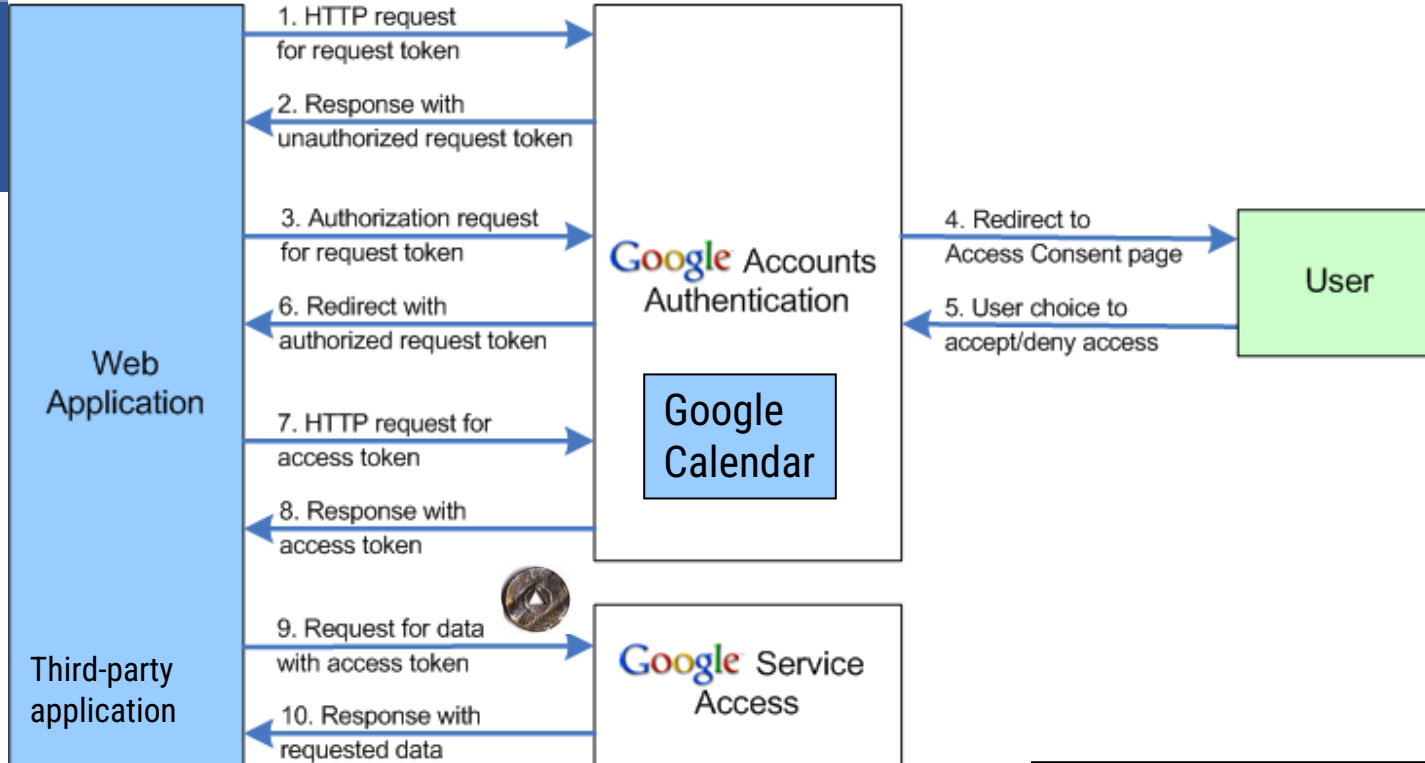 1. HTTP request
for request token
2. Response with
unauthorized request token
3. Authorization request
for request token
4. Redirect to
Access Consent page
5. User choice to
accept/deny access
6. Redirect with
authorized request token
7. HTTP request for
access token
8. Response with
access token
9. Request for data
with access token
10. Response with
requested data
Web
Application
Third-party
application
Google Accounts
Authentication
Google
Calendar
Google Service
Access
User